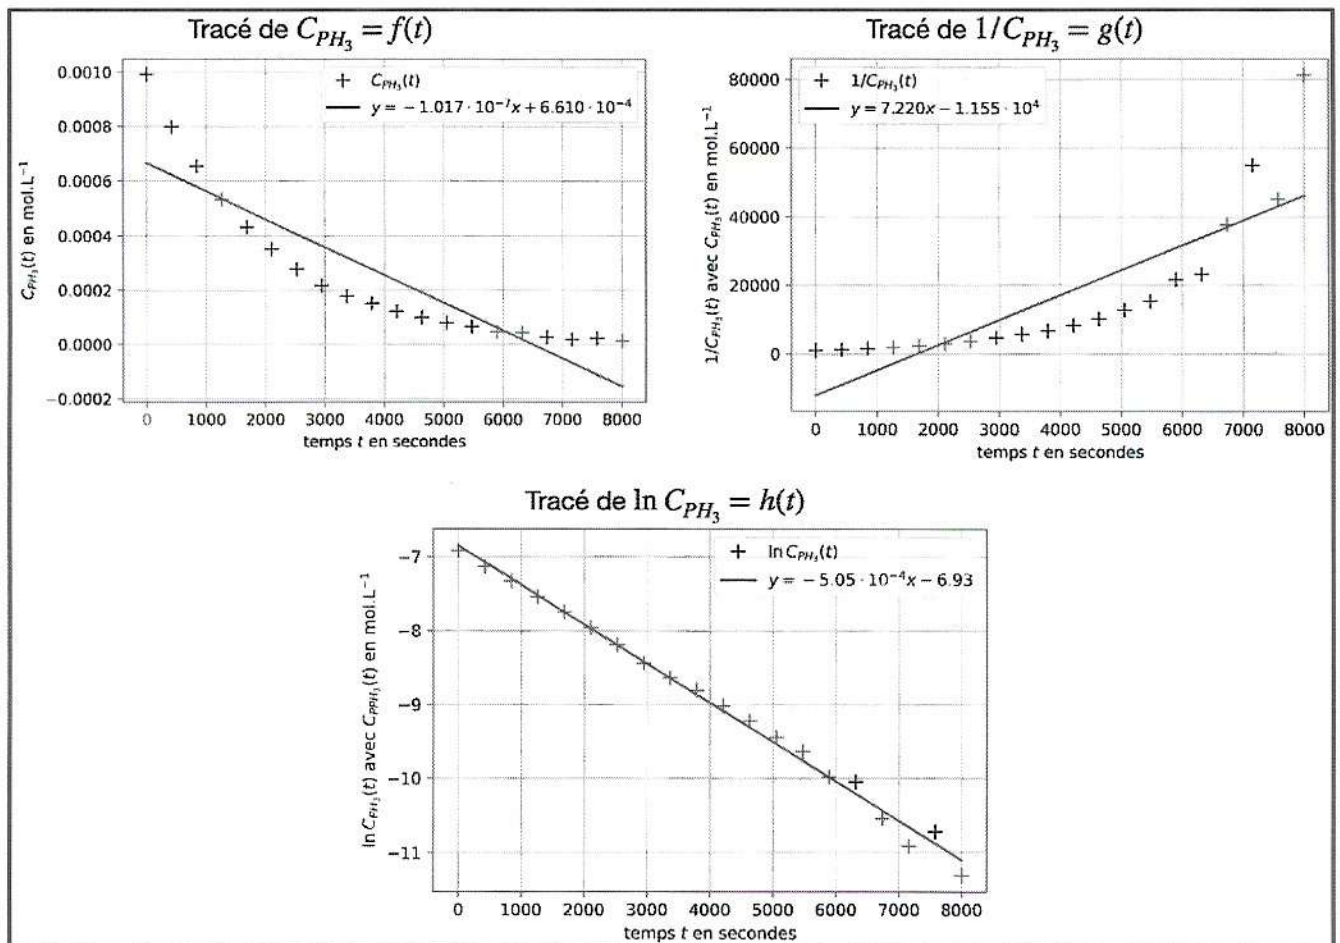 Tracé de C_{PH_3} = f(t)
0.0010
0.0008
0.0006
0.0004
0.0002
0.0000
−0.0002
C_{PH_3}(t) en mol.L⁻¹
+ C_{PH_3}(t)
y = −1.017 · 10⁻⁷x + 6.610 · 10⁻⁴
0 1000 2000 3000 4000 5000 6000 7000 8000
temps t en secondes
Tracé de 1/C_{PH_3} = g(t)
80000
60000
40000
20000
0
1/C_{PH_3}(t) avec C_{PH_3}(t) en mol.L⁻¹
+ 1/C_{PH_3}(t)
y = 7.220x − 1.155 · 10⁴
0 1000 2000 3000 4000 5000 6000 7000 8000
temps t en secondes
Tracé de ln C_{PH_3} = h(t)
−7
−8
−9
−10
−11
ln C_{PH_3}(t) avec C_{PPH_3}(t) en mol.L⁻¹
+ ln C_{PH_3}(t)
y = −5.05 · 10⁻⁴x − 6.93
0 1000 2000 3000 4000 5000 6000 7000 8000
temps t en secondes